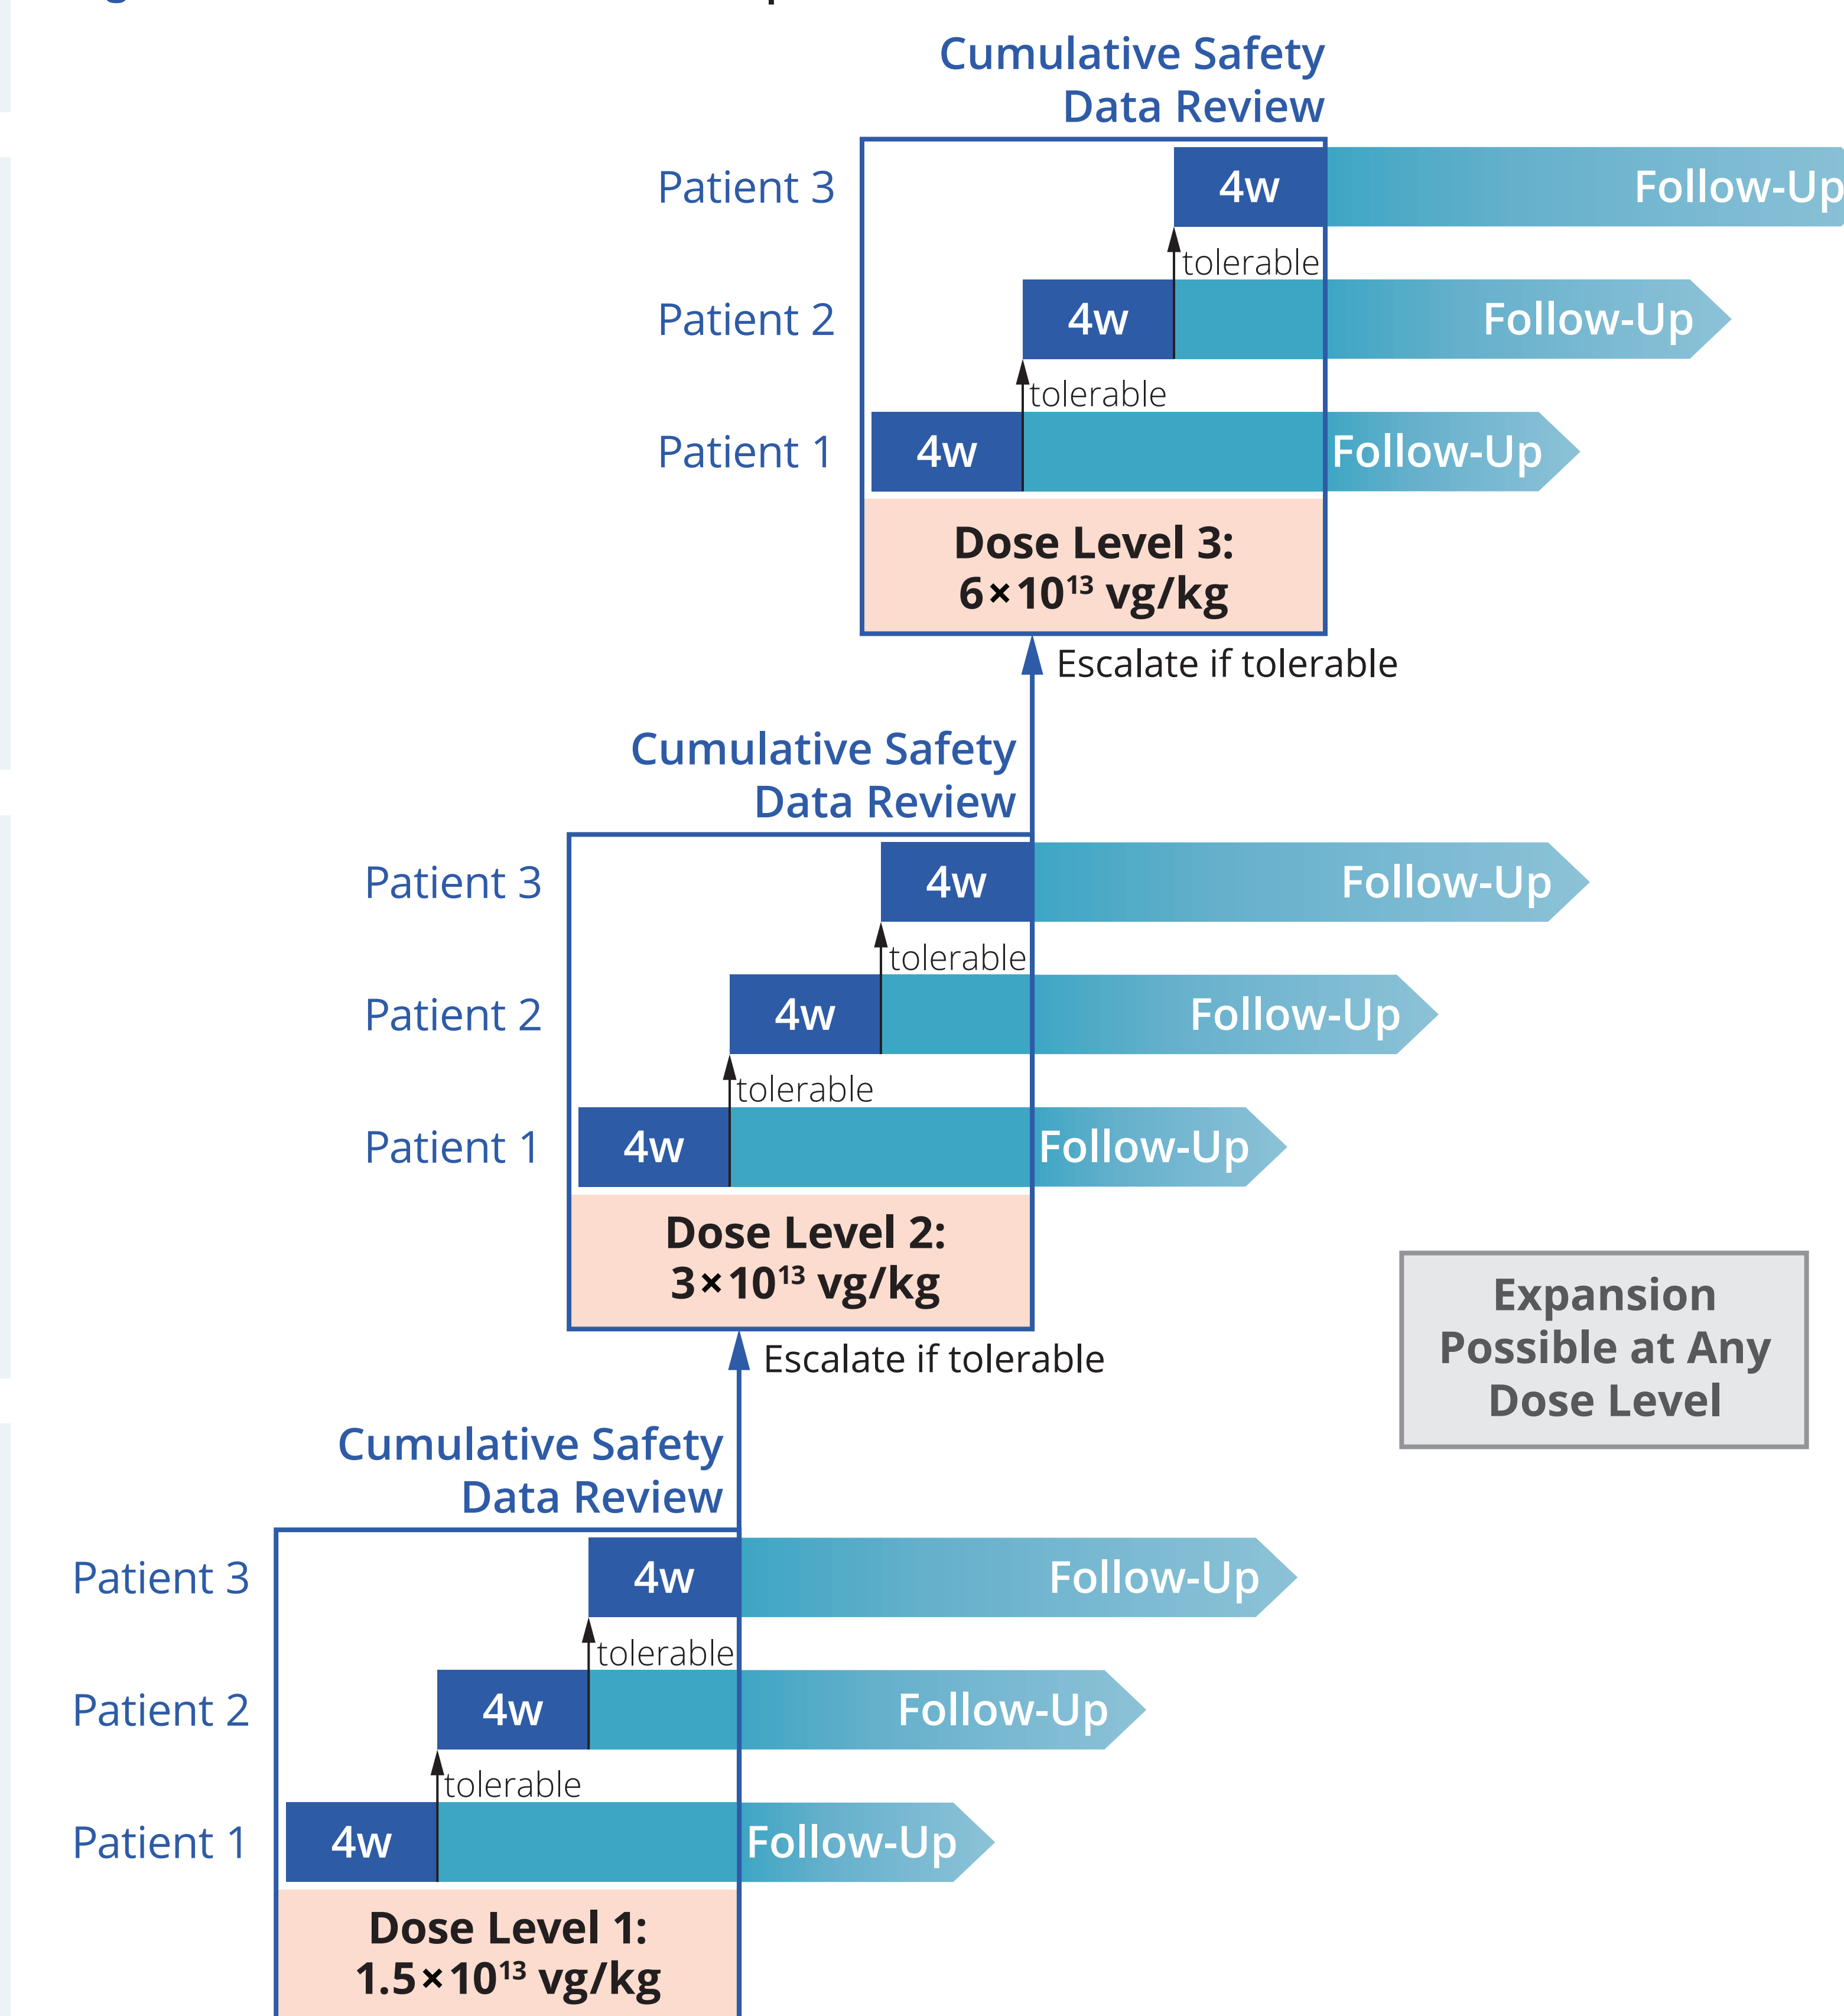 Cumulative Safety
Data Review
Patient 3
4w
Follow-Up
tolerable
Patient 2
4w
Follow-Up
tolerable
Patient 1
4w
Follow-Up
Dose Level 3:
6×10¹³ vg/kg
Escalate if tolerable
Cumulative Safety
Data Review
Patient 3
4w
Follow-Up
tolerable
Patient 2
4w
Follow-Up
tolerable
Patient 1
4w
Follow-Up
Dose Level 2:
3×10¹³ vg/kg
Expansion
Possible at Any
Dose Level
Escalate if tolerable
Cumulative Safety
Data Review
Patient 3
4w
Follow-Up
tolerable
Patient 2
4w
Follow-Up
tolerable
Patient 1
4w
Follow-Up
Dose Level 1:
1.5×10¹³ vg/kg